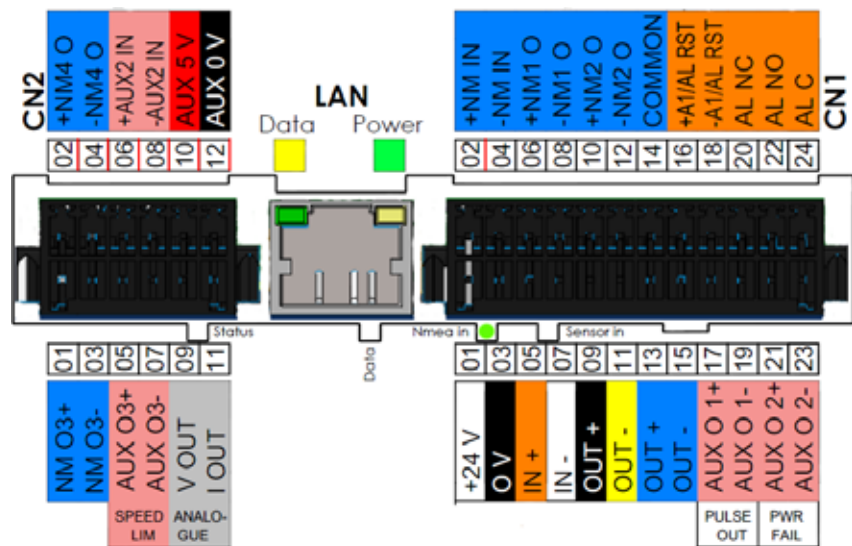 CN2
+NM4 O
-NM4 O
+AUX2 IN
-AUX2 IN
AUX 5 V
AUX 0 V
02
04
06
08
10
12
LAN
Data
Power
+NM IN
-NM IN
+NM1 O
-NM1 O
+NM2 O
-NM2 O
COMMON
+A1/AL RST
-A1/AL RST
AL NC
AL NO
AL C
CN1
02
04
06
08
10
12
14
16
18
20
22
24
Status
Data
Nmea in
Sensor in
01
03
05
07
09
11
NM O3+
NM O3-
AUX O3+
AUX O3-
V OUT
I OUT
SPEED
LIM
ANALO-
GUE
01
03
05
07
09
11
13
15
17
19
21
23
+24 V
O V
IN +
IN -
OUT +
OUT -
OUT +
OUT -
AUX O 1+
AUX O 1-
AUX O 2+
AUX O 2-
PULSE
OUT
PWR
FAIL